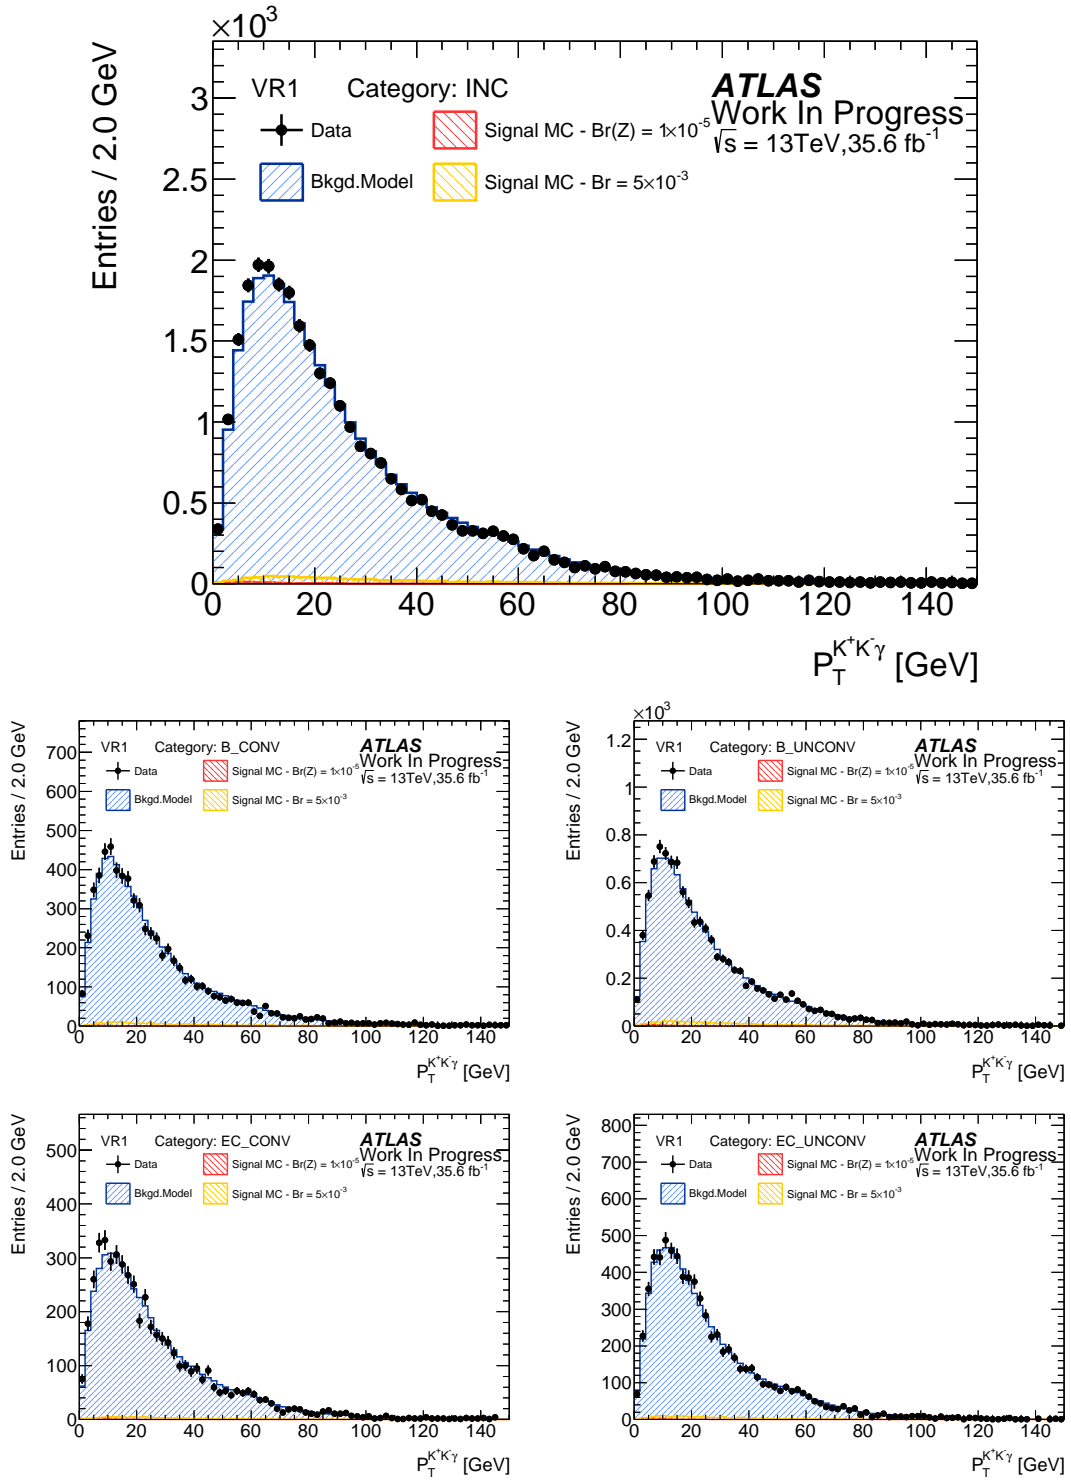 ×10³
Entries / 2.0 GeV
VR1 Category: INC
ATLAS
Work In Progress
√s = 13TeV,35.6 fb⁻¹
Data
Signal MC - Br(Z) = 1×10⁻⁵
Bkgd.Model
Signal MC - Br = 5×10⁻³
3
2.5
2
1.5
1
0.5
0
0 20 40 60 80 100 120 140
P_T^{K⁺K⁻γ} [GeV]
Entries / 2.0 GeV
VR1 Category: B_CONV
ATLAS
Work In Progress
√s = 13TeV,35.6 fb⁻¹
Data
Signal MC - Br(Z) = 1×10⁻⁵
Bkgd.Model
Signal MC - Br = 5×10⁻³
700
600
500
400
300
200
100
0
0 20 40 60 80 100 120 140
P_T^{K⁺K⁻γ} [GeV]
×10³
Entries / 2.0 GeV
VR1 Category: B_UNCONV
ATLAS
Work In Progress
√s = 13TeV,35.6 fb⁻¹
Data
Signal MC - Br(Z) = 1×10⁻⁵
Bkgd.Model
Signal MC - Br = 5×10⁻³
1.2
1
0.8
0.6
0.4
0.2
0
0 20 40 60 80 100 120 140
P_T^{K⁺K⁻γ} [GeV]
Entries / 2.0 GeV
VR1 Category: EC_CONV
ATLAS
Work In Progress
√s = 13TeV,35.6 fb⁻¹
Data
Signal MC - Br(Z) = 1×10⁻⁵
Bkgd.Model
Signal MC - Br = 5×10⁻³
500
400
300
200
100
0
0 20 40 60 80 100 120 140
P_T^{K⁺K⁻γ} [GeV]
Entries / 2.0 GeV
VR1 Category: EC_UNCONV
ATLAS
Work In Progress
√s = 13TeV,35.6 fb⁻¹
Data
Signal MC - Br(Z) = 1×10⁻⁵
Bkgd.Model
Signal MC - Br = 5×10⁻³
800
700
600
500
400
300
200
100
0
0 20 40 60 80 100 120 140
P_T^{K⁺K⁻γ} [GeV]